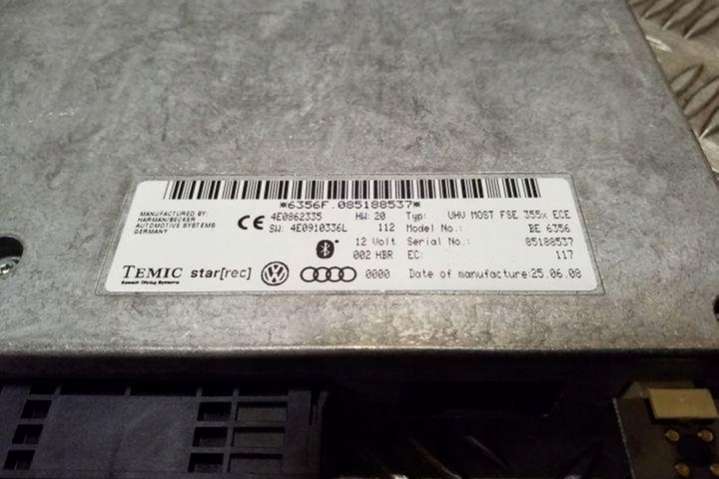 *6356F.085188537*
MANUFACTURED BY:
HARMAN/BECKER
AUTOMOTIVE SYSTEMS
GERMANY
CE 4E0862335 HW: 20 Typ: UHV MOST FSE 355x ECE
SW: 4E0910336L 112 Model No.: BE 6356
12 Volt Serial No.: 85188537
002 HBR EC: 117
TEMIC star[rec] 0000 Date of manufacture: 25.06.08